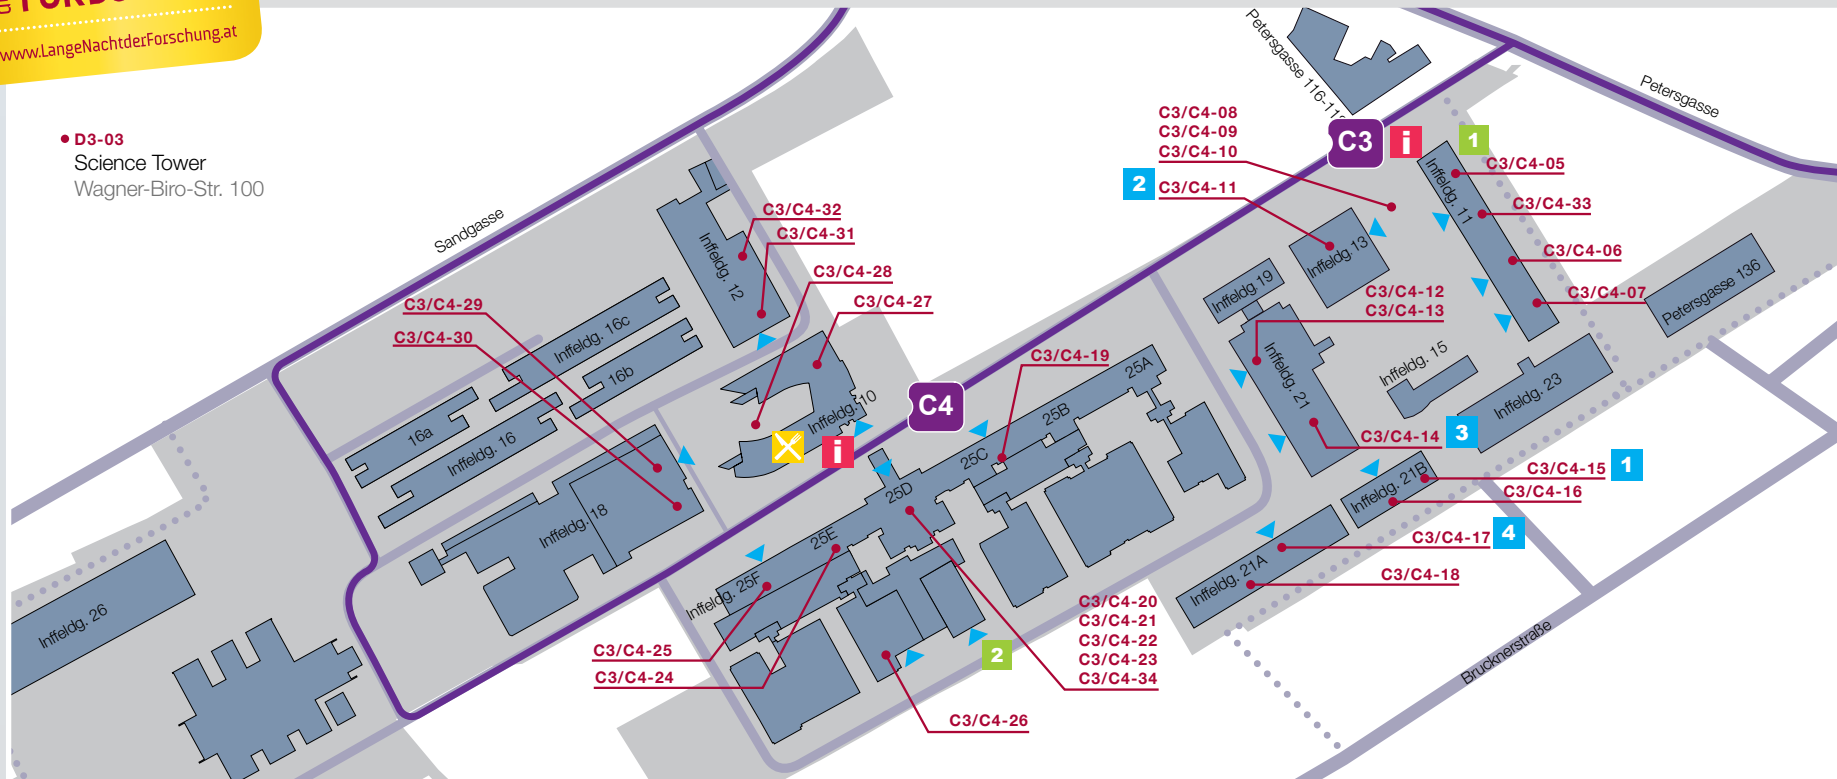 www.LangeNachtderForschung.at
D3-03
Science Tower
Wagner-Biro-Str. 100
Sandgasse
Petersgasse
Petersgasse 116-11
C3/C4-08
C3/C4-09
C3/C4-10
2 C3/C4-11
C3 i
1
C3/C4-05
C3/C4-33
C3/C4-06
C3/C4-07
Inffeldg. 11
Inffeldg. 13
Inffeldg. 19
Petersgasse 136
C3/C4-12
C3/C4-13
Inffeldg. 15
Inffeldg. 21
Inffeldg. 23
C3/C4-14 3
C3/C4-15 1
C3/C4-16
Inffeldg. 21B
C3/C4-17 4
C3/C4-18
Inffeldg. 21A
Brucknerstraße
C3/C4-32
C3/C4-31
C3/C4-28
C3/C4-27
Inffeldg. 12
C3/C4-29
C3/C4-30
Inffeldg. 16c
16b
16a
Inffeldg. 16
Inffeldg. 18
Inffeldg. 10
i
C4
C3/C4-19
25A
25B
25C
25D
25E
Inffeldg. 25F
Inffeldg. 26
C3/C4-25
C3/C4-24
2
C3/C4-20
C3/C4-21
C3/C4-22
C3/C4-23
C3/C4-34
C3/C4-26